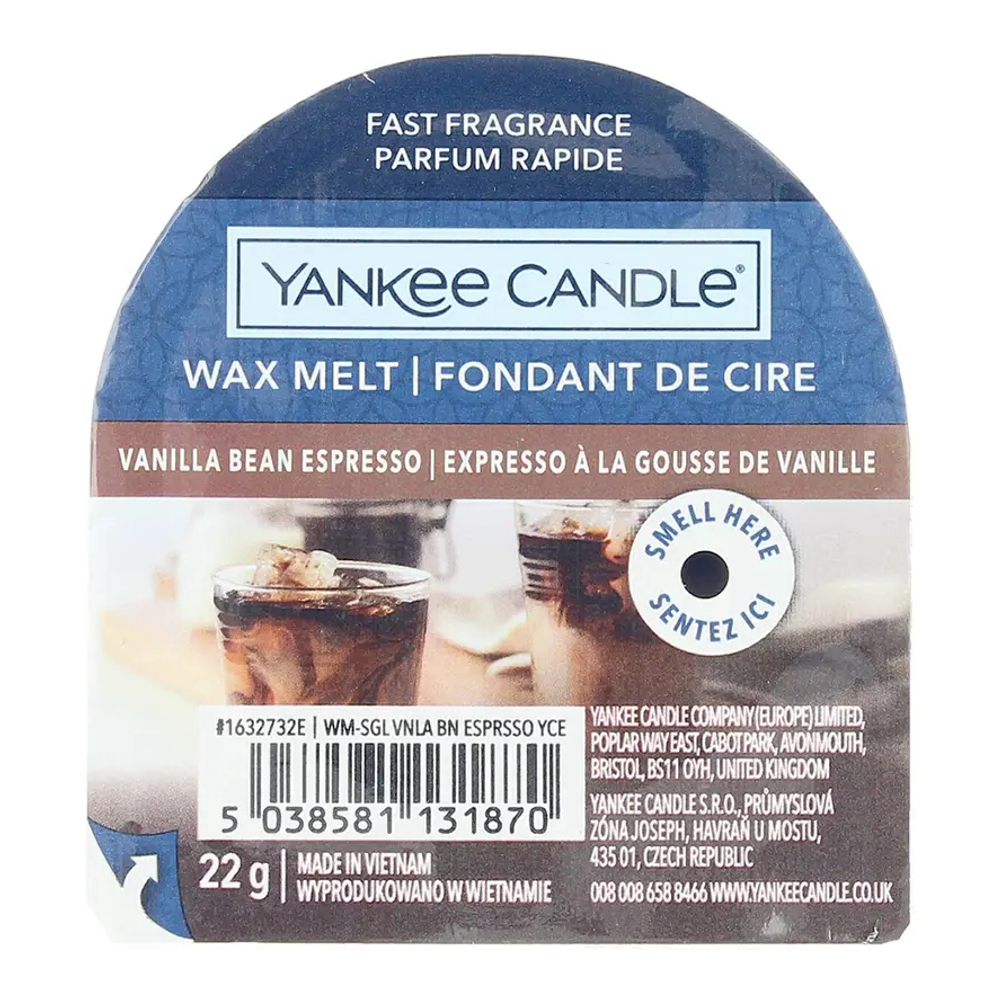 FAST FRAGRANCE
PARFUM RAPIDE
YANKEE CANDLE®
WAX MELT | FONDANT DE CIRE
VANILLA BEAN ESPRESSO | EXPRESSO À LA GOUSSE DE VANILLE
SMELL HERE
SENTEZ ICI
#1632732E | WM-SGL VNLA BN ESPRSSO YCE
5 038581 131870
22 g | MADE IN VIETNAM
WYPRODUKOWANO W WIETNAMIE
YANKEE CANDLE COMPANY (EUROPE) LIMITED,
POPLAR WAY EAST, CABOT PARK, AVONMOUTH,
BRISTOL, BS11 0YH, UNITED KINGDOM
YANKEE CANDLE S.R.O., PRŮMYSLOVÁ
ZÓNA JOSEPH, HAVRAŇ U MOSTU,
435 01, CZECH REPUBLIC
008 008 658 8466 WWW.YANKEECANDLE.CO.UK